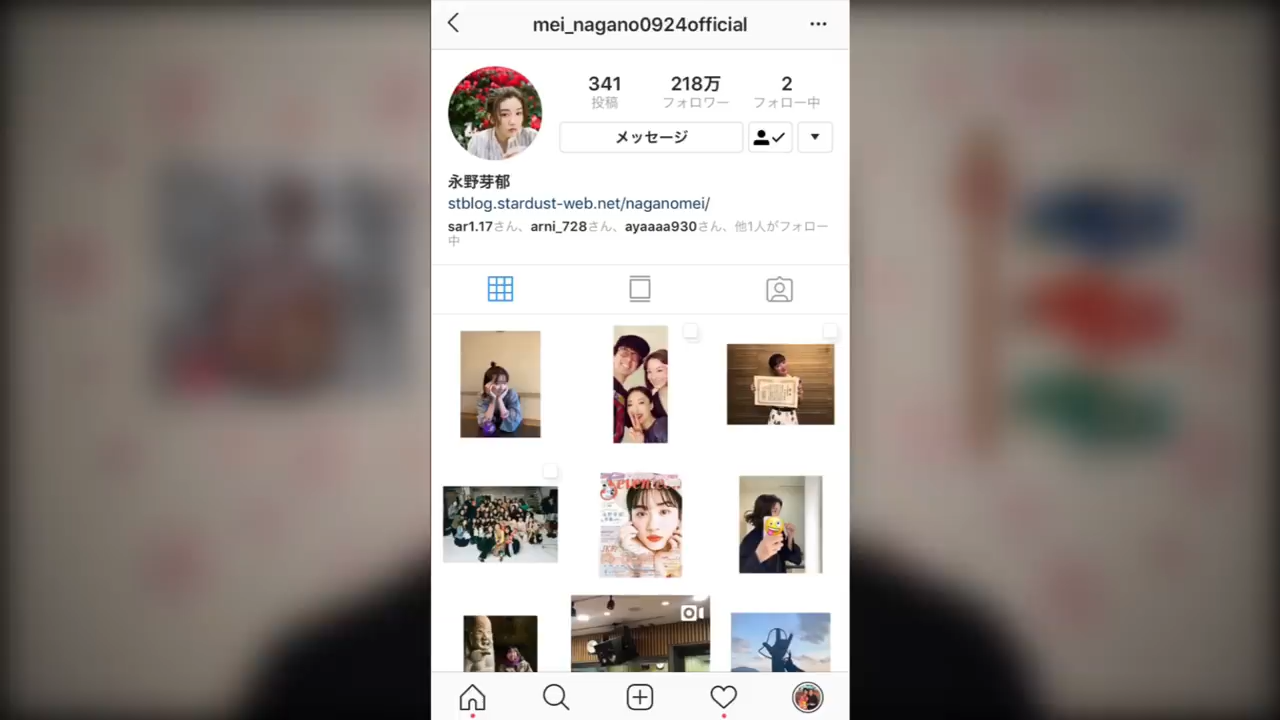 mei_nagano0924official
341
218万
2
投稿
フォロワー
フォロー中
メッセージ
永野芽郁
stblog.stardust-web.net/naganomei/
sar1.17さん、arni_728さん、ayaaaa930さん、他1人がフォロー
中
Seventeen